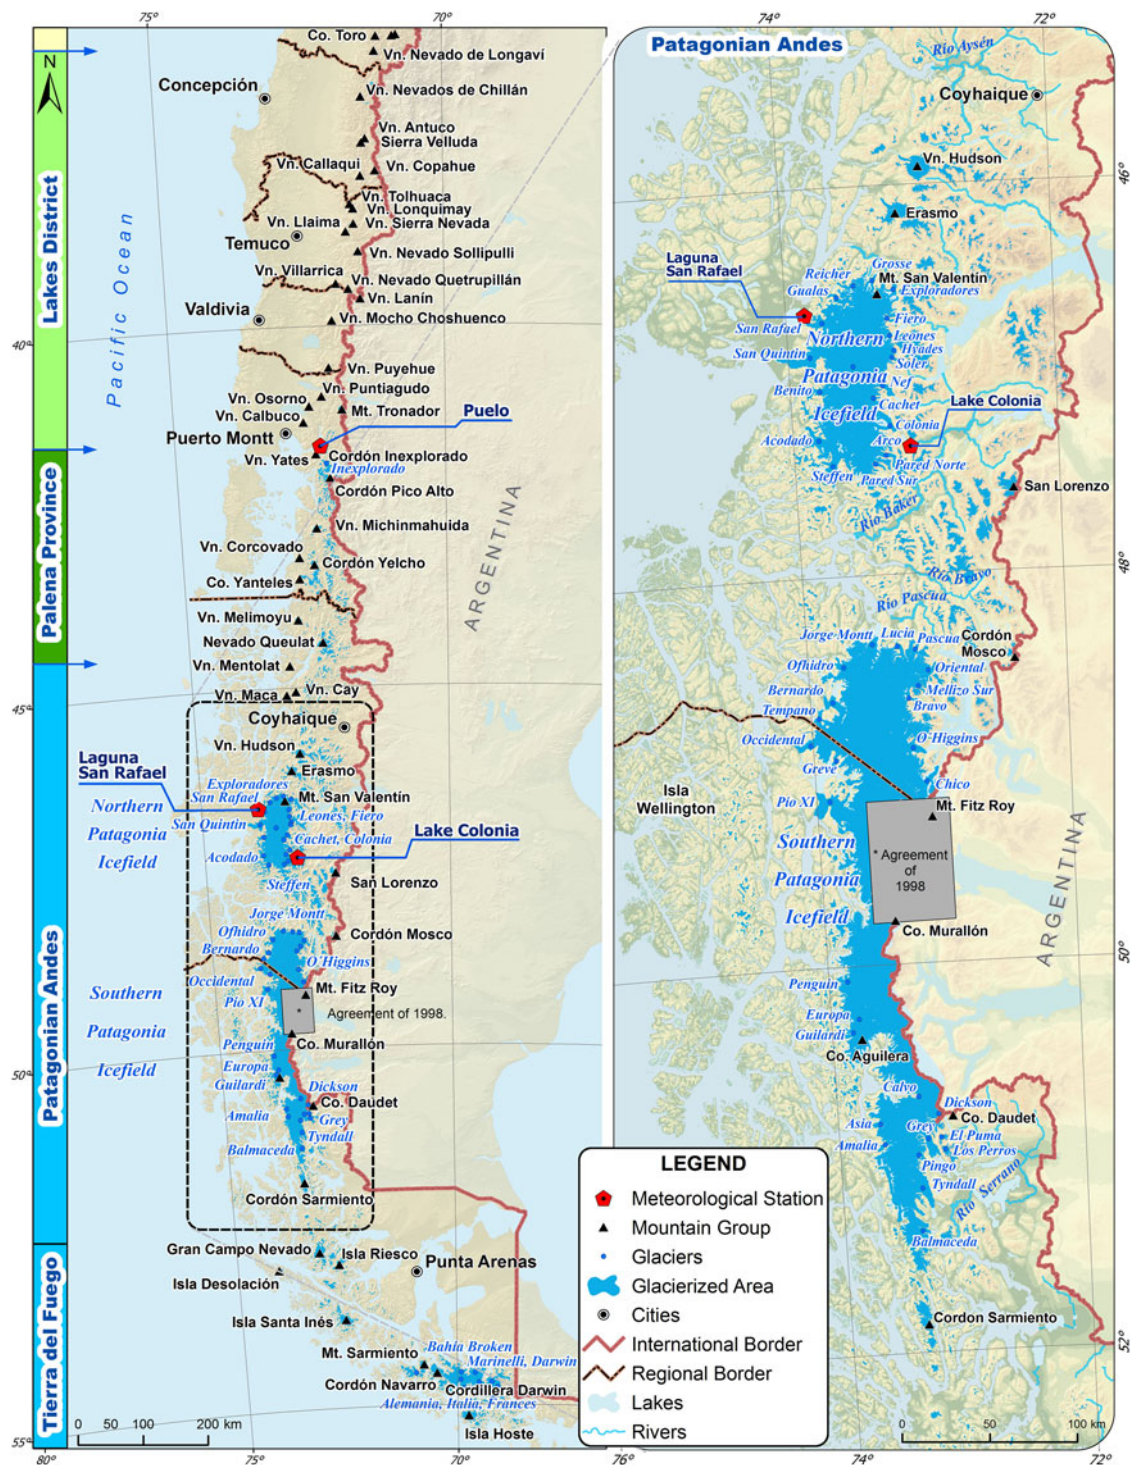 75°
70°
Co. Toro
Vn. Nevado de Longaví
N
Concepción
Vn. Nevados de Chillán
Vn. Antuco
Sierra Velluda
Vn. Callaqui
Vn. Copahue
Vn. Tolhuaca
Vn. Lonquimay
Vn. Llaima
Vn. Sierra Nevada
Temuco
Vn. Nevado Sollipulli
Vn. Villarrica
Vn. Nevado Quetrupillán
Vn. Lanín
Valdivia
Vn. Mocho Choshuenco
Lakes District
Pacific Ocean
40°
Vn. Puyehue
Vn. Puntiagudo
Vn. Osorno
Mt. Tronador
Vn. Calbuco
Puelo
Puerto Montt
Vn. Yates
Cordón Inexplorado
Inexplorado
Cordón Pico Alto
Palena Province
ARGENTINA
Vn. Michinmahuida
Vn. Corcovado
Cordón Yelcho
Co. Yanteles
Vn. Melimoyu
Nevado Queulat
Vn. Mentolat
Vn. Cay
Vn. Maca
45°
Coyhaique
Vn. Hudson
Laguna
San Rafael
Erasmo
Exploradores
Northern
Patagonia
Icefield
San Rafael
Mt. San Valentín
San Quintin
Leones, Fiero
Cachet, Colonia
Lake Colonia
Acodado
San Lorenzo
Steffen
Jorge Montt
Ofhidro
Cordón Mosco
Bernardo
O'Higgins
Occidental
Patagonian Andes
Southern
Patagonia
Icefield
Pio XI
Mt. Fitz Roy
* Agreement of 1998.
Co. Murallón
Penguin
50°
Europa
Guilardi
Dickson
Co. Daudet
Amalia
Grey
Tyndall
Balmaceda
Cordón Sarmiento
Gran Campo Nevado
Isla Riesco
Punta Arenas
Isla Desolación
Tierra del Fuego
Isla Santa Inés
Bahía Broken
Mt. Sarmiento
Marinelli, Darwin
Cordón Navarro
Cordillera Darwin
Alemania, Italia, Frances
Isla Hoste
0 50 100 200 km
55°
80°
75°
70°
74°
72°
Patagonian Andes
Rio Aysén
Coyhaique
Vn. Hudson
46°
Erasmo
Laguna
San Rafael
Grosse
Reicher
Mt. San Valentín
Gualas
Exploradores
San Rafael
Fiero
Northern
Patagonia
Icefield
Leones
San Quintin
Hyades
Soler
Benito
Nef
Cachet
Lake Colonia
Colonia
Acodado
Arco
Pared Norte
Steffen
Pared Sur
San Lorenzo
Rio Baker
48°
Rio Bravo
Rio Pascua
Jorge Montt
Lucia
Pascua
Cordón
Mosco
Ofhidro
Oriental
Bernardo
Mellizo Sur
Tempano
Bravo
Occidental
O'Higgins
Greve
Chico
Isla
Wellington
Pio XI
Mt. Fitz Roy
Southern
Patagonia
Icefield
* Agreement
of
1998
ARGENTINA
Co. Murallón
50°
Penguin
Europa
Guilardi
Co. Aguilera
Calvo
Dickson
Co. Daudet
Asia
Grey
El Puma
Amalia
Los Perros
Pingo
Tyndall
Rio Serrano
Balmaceda
Cordon Sarmiento
52°
0 50 100 km
76°
74°
72°
LEGEND
Meteorological Station
Mountain Group
Glaciers
Glacierized Area
Cities
International Border
Regional Border
Lakes
Rivers